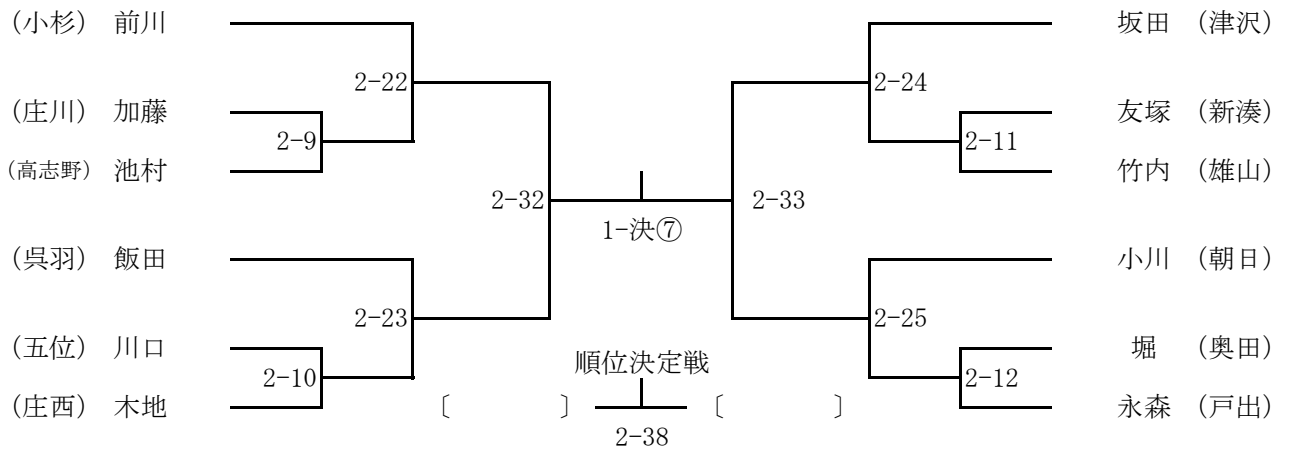 (小杉) 前川
坂田 (津沢)
2-22
2-24
(庄川) 加藤
友塚 (新湊)
2-9
2-11
(高志野) 池村
竹内 (雄山)
2-32
2-33
1-決⑦
(呉羽) 飯田
小川 (朝日)
2-23
2-25
(五位) 川口
堀 (奥田)
順位決定戦
2-10
2-12
(庄西) 木地
〔 〕 〔 〕
永森 (戸出)
2-38